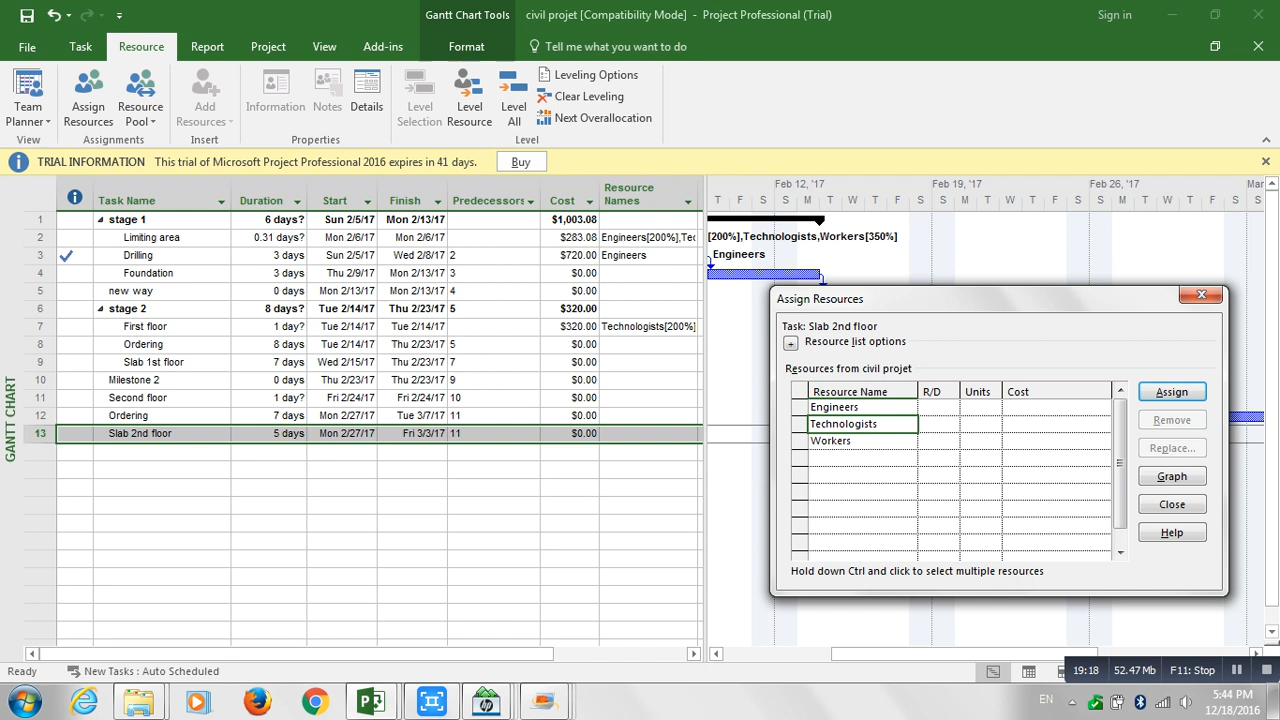 Gantt Chart Tools
civil projet [Compatibility Mode] - Project Professional (Trial)
Sign in
File Task Resource Report Project View Add-ins Format Tell me what you want to do
Team Planner
Assign Resources
Resource Pool
Add Resources
Information
Notes
Details
Level Selection
Level Resource
Level All
Leveling Options
Clear Leveling
Next Overallocation
View Assignments Insert Properties Level
TRIAL INFORMATION This trial of Microsoft Project Professional 2016 expires in 41 days. Buy
Task Name Duration Start Finish Predecessors Cost Resource Names
1 stage 1 6 days? Sun 2/5/17 Mon 2/13/17 $1,003.08
2 Limiting area 0.31 days? Mon 2/6/17 Mon 2/6/17 $283.08 Engineers[200%],Tec
3 Drilling 3 days Sun 2/5/17 Wed 2/8/17 2 $720.00 Engineers
4 Foundation 3 days Thu 2/9/17 Mon 2/13/17 3 $0.00
5 new way 0 days Mon 2/13/17 Mon 2/13/17 4 $0.00
6 stage 2 8 days? Tue 2/14/17 Thu 2/23/17 5 $320.00
7 First floor 1 day? Tue 2/14/17 Tue 2/14/17 $320.00 Technologists[200%]
8 Ordering 8 days Tue 2/14/17 Thu 2/23/17 5 $0.00
9 Slab 1st floor 7 days Wed 2/15/17 Thu 2/23/17 7 $0.00
10 Milestone 2 0 days Thu 2/23/17 Thu 2/23/17 9 $0.00
11 Second floor 1 day? Fri 2/24/17 Fri 2/24/17 10 $0.00
12 Ordering 7 days Mon 2/27/17 Tue 3/7/17 11 $0.00
13 Slab 2nd floor 5 days Mon 2/27/17 Fri 3/3/17 11 $0.00
GANTT CHART
Feb 12, '17 Feb 19, '17 Feb 26, '17 Mar
T F S S M T W T F S S M T W T F S S M T W T F S
[200%],Technologists,Workers[350%]
Engineers
Assign Resources
Task: Slab 2nd floor
+ Resource list options
Resources from civil projet
Resource Name R/D Units Cost
Engineers
Technologists
Workers
Assign
Remove
Replace...
Graph
Close
Help
Hold down Ctrl and click to select multiple resources
Ready New Tasks : Auto Scheduled
19:18 52.47 Mb F11: Stop
EN
5:44 PM
12/18/2016